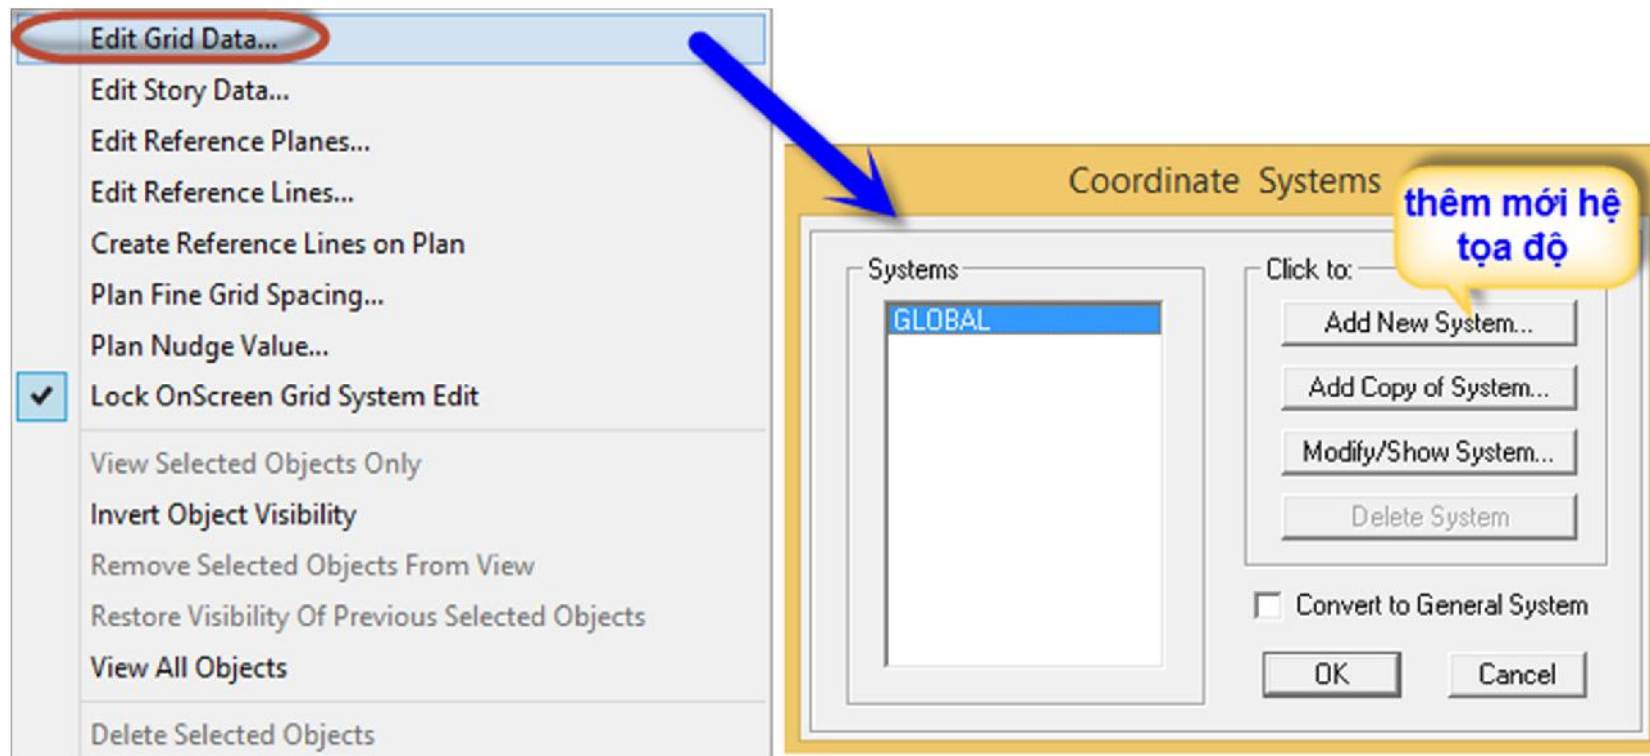 Edit Grid Data...
Edit Story Data...
Edit Reference Planes...
Edit Reference Lines...
Create Reference Lines on Plan
Plan Fine Grid Spacing...
Plan Nudge Value...
Lock OnScreen Grid System Edit
View Selected Objects Only
Invert Object Visibility
Remove Selected Objects From View
Restore Visibility Of Previous Selected Objects
View All Objects
Delete Selected Objects
Coordinate Systems
thêm mới hệ
tọa độ
Systems
GLOBAL
Click to:
Add New System...
Add Copy of System...
Modify/Show System...
Delete System
Convert to General System
OK
Cancel